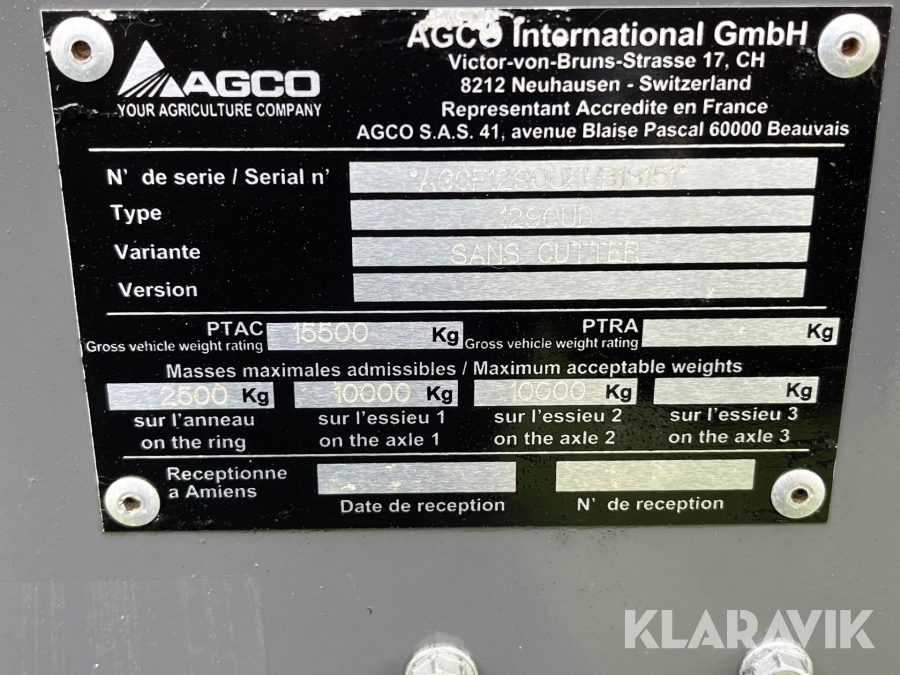 AGCO
YOUR AGRICULTURE COMPANY
AGCO International GmbH
Victor-von-Bruns-Strasse 17, CH
8212 Neuhausen - Switzerland
Representant Accredite en France
AGCO S.A.S. 41, avenue Blaise Pascal 60000 Beauvais
N' de serie / Serial n'
Type 1290UD
Variante SANS CUTTER
Version
PTAC 15500 Kg PTRA Kg
Gross vehicle weight rating Gross vehicle weight rating
Masses maximales admissibles / Maximum acceptable weights
2500 Kg 10000 Kg 10000 Kg Kg
sur l'anneau sur l'essieu 1 sur l'essieu 2 sur l'essieu 3
on the ring on the axle 1 on the axle 2 on the axle 3
Receptionne
a Amiens
Date de reception N' de reception
KLARAVIK